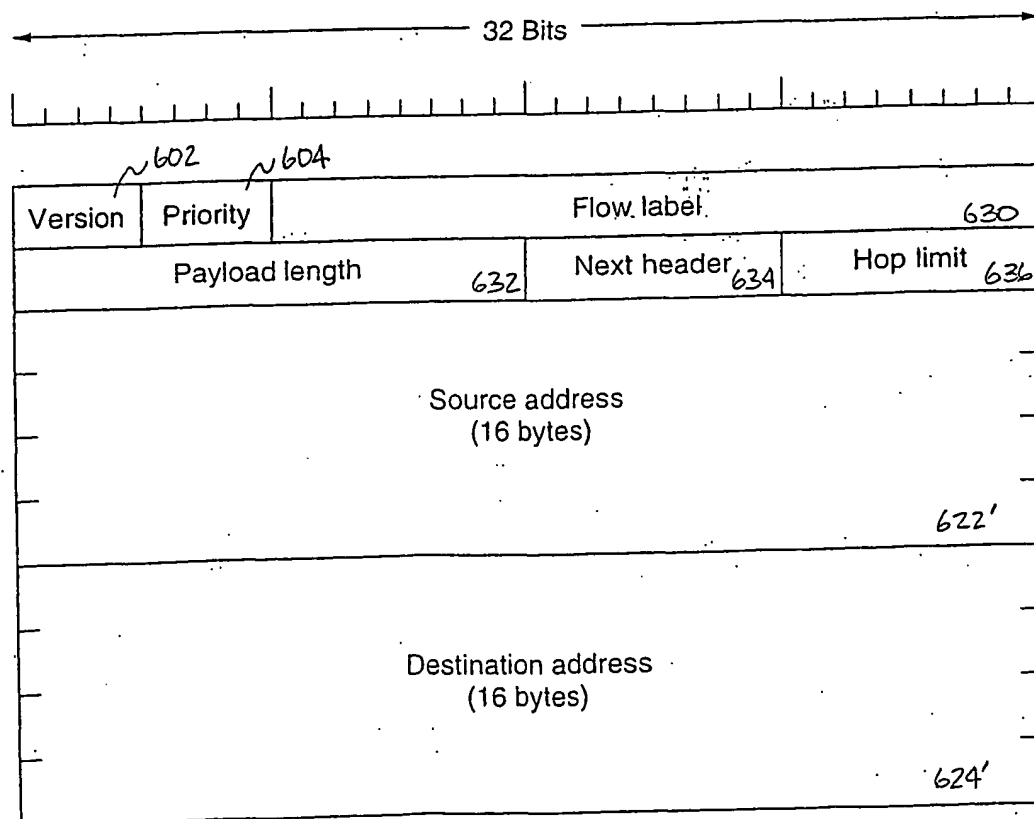 32 Bits
602 604
Version Priority Flow label 630
Payload length 632 Next header 634 Hop limit 636
Source address
(16 bytes)
622'
Destination address
(16 bytes)
624'